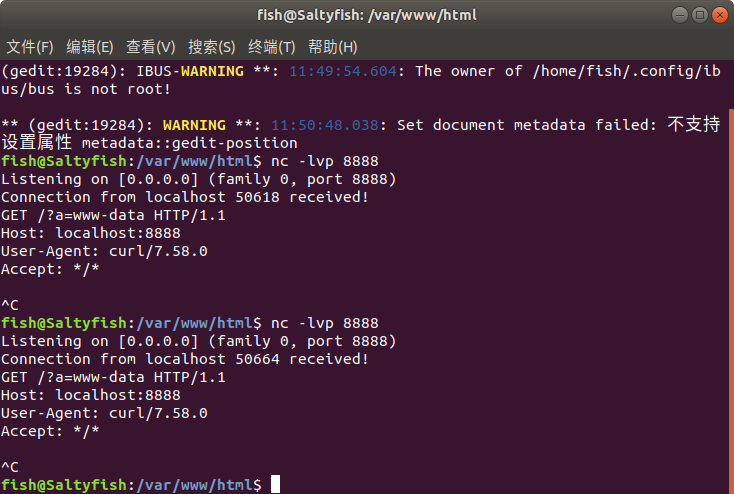 fish@Saltyfish: /var/www/html
文件(F) 编辑(E) 查看(V) 搜索(S) 终端(T) 帮助(H)
(gedit:19284): IBUS-WARNING **: 11:49:54.604: The owner of /home/fish/.config/ib
us/bus is not root!
** (gedit:19284): WARNING **: 11:50:48.038: Set document metadata failed: 不支持
设置属性 metadata::gedit-position
fish@Saltyfish:/var/www/html$ nc -lvp 8888
Listening on [0.0.0.0] (family 0, port 8888)
Connection from localhost 50618 received!
GET /?a=www-data HTTP/1.1
Host: localhost:8888
User-Agent: curl/7.58.0
Accept: */*
^C
fish@Saltyfish:/var/www/html$ nc -lvp 8888
Listening on [0.0.0.0] (family 0, port 8888)
Connection from localhost 50664 received!
GET /?a=www-data HTTP/1.1
Host: localhost:8888
User-Agent: curl/7.58.0
Accept: */*
^C
fish@Saltyfish:/var/www/html$